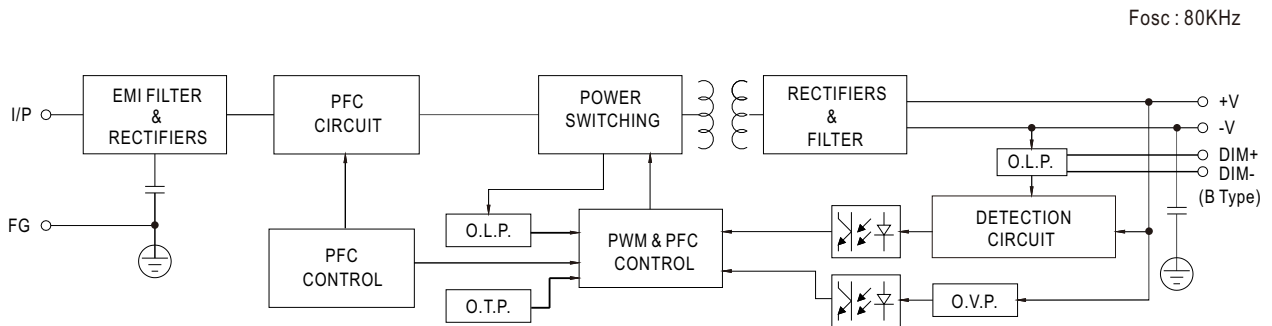 Fosc : 80KHz
I/P
EMI FILTER
&
RECTIFIERS
PFC
CIRCUIT
POWER
SWITCHING
RECTIFIERS
&
FILTER
+V
-V
DIM+
DIM-
(B Type)
O.L.P.
FG
O.L.P.
PFC
CONTROL
PWM & PFC
CONTROL
DETECTION
CIRCUIT
O.T.P.
O.V.P.